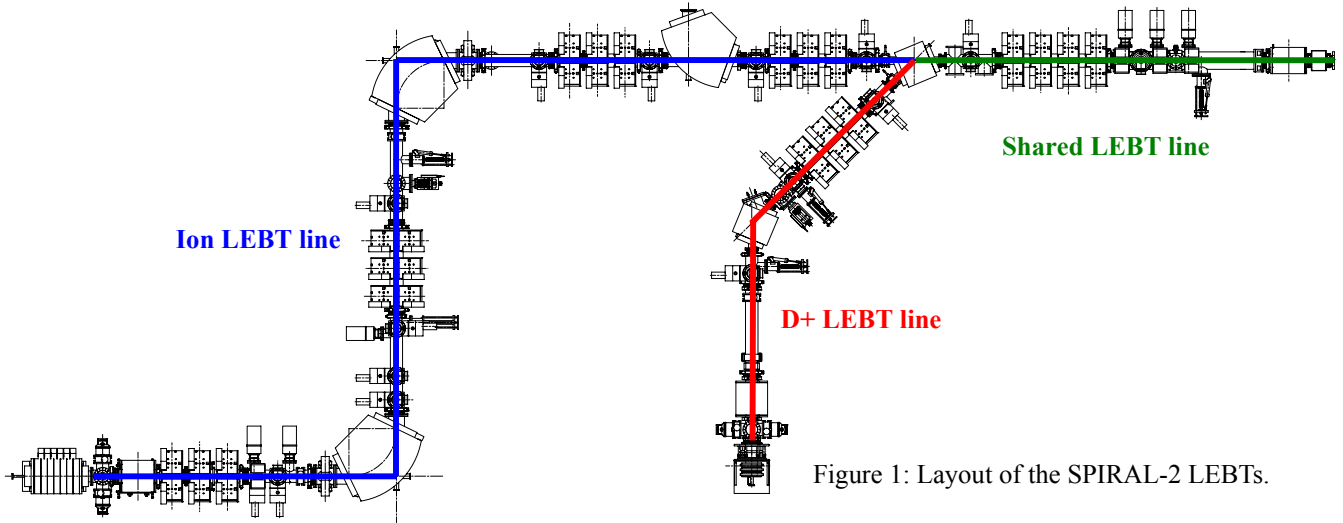 Shared LEBT line
Ion LEBT line
D+ LEBT line
Figure 1: Layout of the SPIRAL-2 LEBTs.